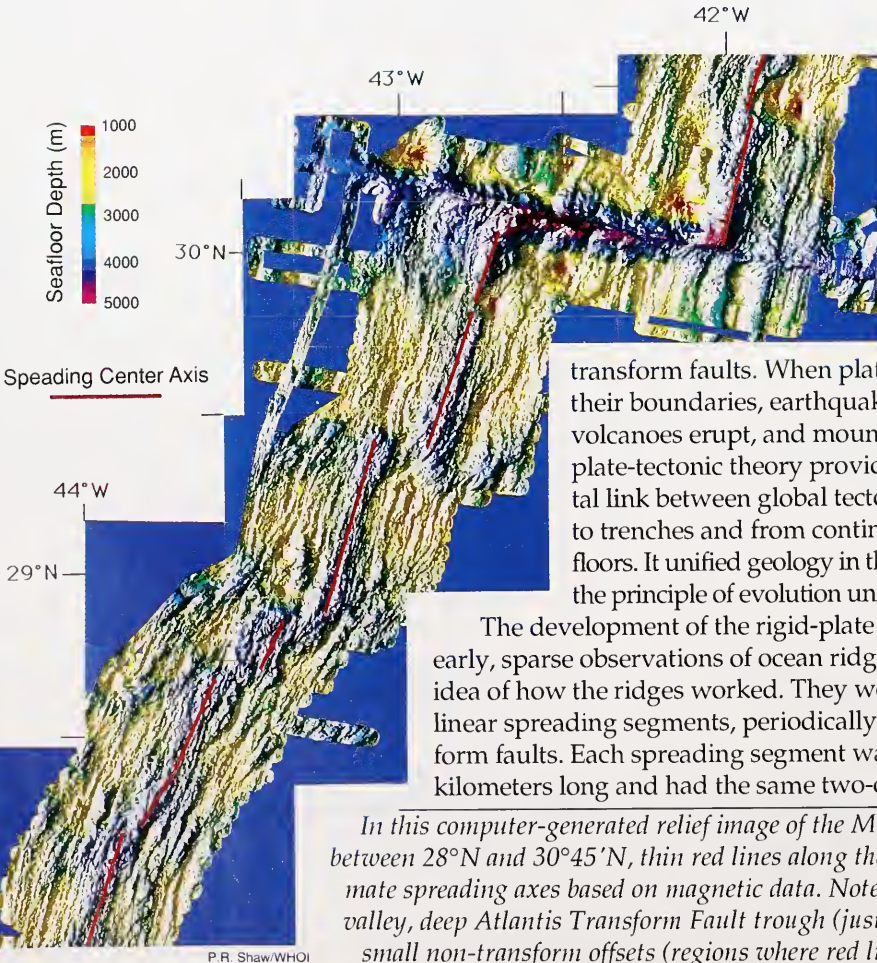 42°W
43°W
Seafloor Depth (m)
1000
2000
3000
4000
5000
30°N
Speading Center Axis
44°W
29°N
transform faults. When plat
their boundaries, earthquak
volcanoes erupt, and moun
plate-tectonic theory provid
tal link between global tecto
to trenches and from contin
floors. It unified geology in th
the principle of evolution un
The development of the rigid-plate
early, sparse observations of ocean ridg
idea of how the ridges worked. They we
linear spreading segments, periodically
form faults. Each spreading segment wa
kilometers long and had the same two-c
In this computer-generated relief image of the M
between 28°N and 30°45'N, thin red lines along the
mate spreading axes based on magnetic data. Note
valley, deep Atlantis Transform Fault trough (jus
small non-transform offsets (regions where red li
P.R. Shaw/WHOI